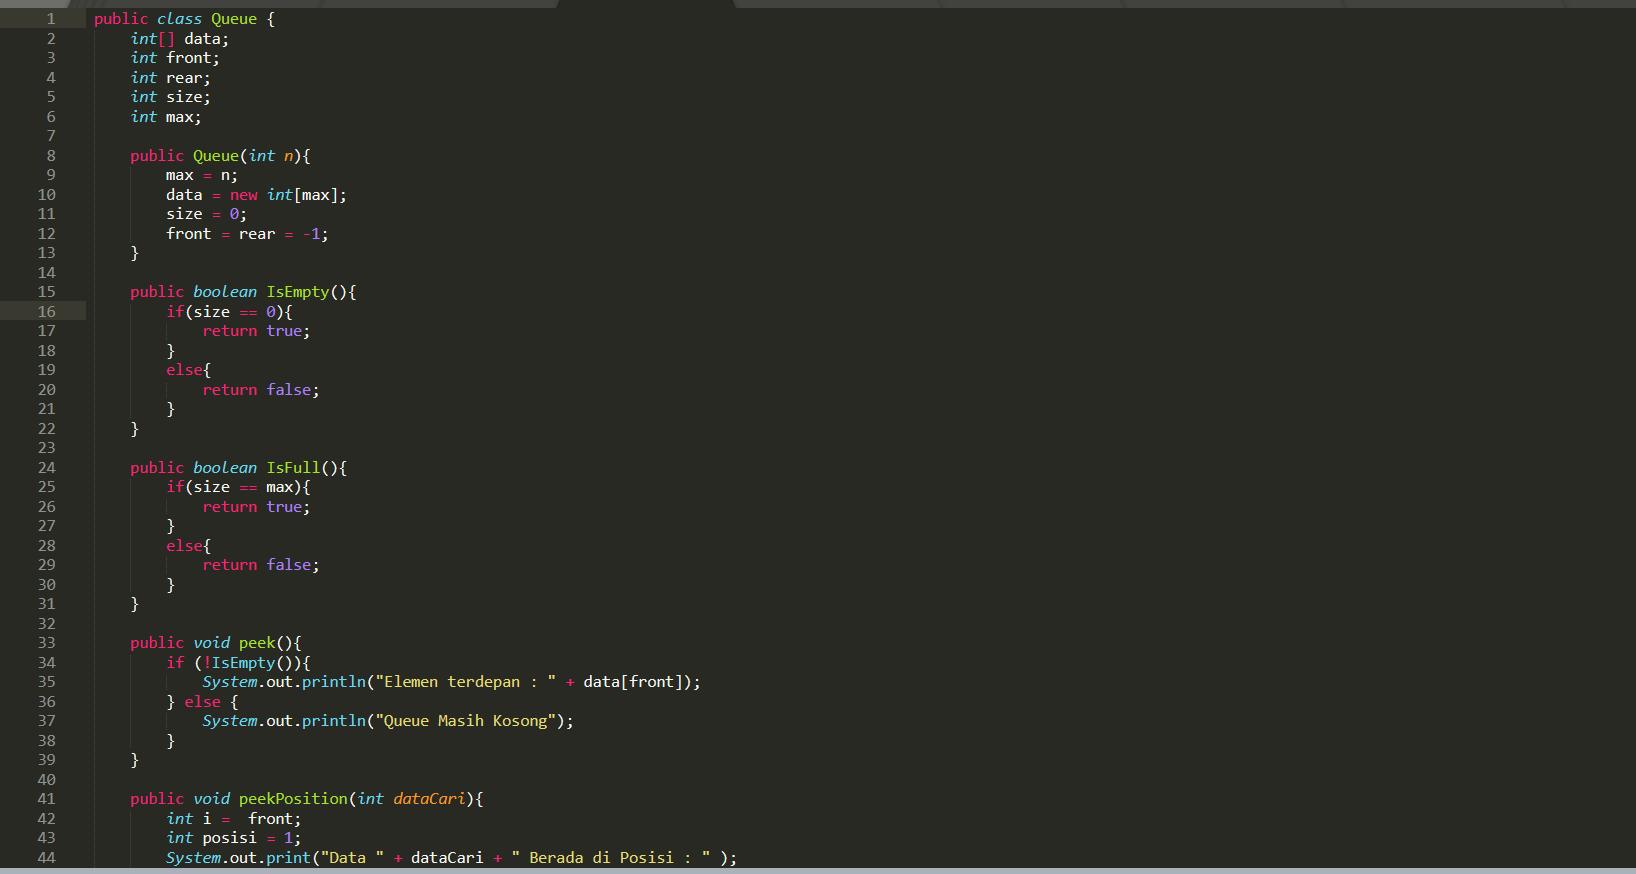 1 public class Queue {
2 int[] data;
3 int front;
4 int rear;
5 int size;
6 int max;
7
8 public Queue(int n){
9 max = n;
10 data = new int[max];
11 size = 0;
12 front = rear = -1;
13 }
14
15 public boolean IsEmpty(){
16 if(size == 0){
17 return true;
18 }
19 else{
20 return false;
21 }
22 }
23
24 public boolean IsFull(){
25 if(size == max){
26 return true;
27 }
28 else{
29 return false;
30 }
31 }
32
33 public void peek(){
34 if (!IsEmpty()){
35 System.out.println("Elemen terdepan : " + data[front]);
36 } else {
37 System.out.println("Queue Masih Kosong");
38 }
39 }
40
41 public void peekPosition(int dataCari){
42 int i =  front;
43 int posisi = 1;
44 System.out.print("Data " + dataCari + " Berada di Posisi : " );